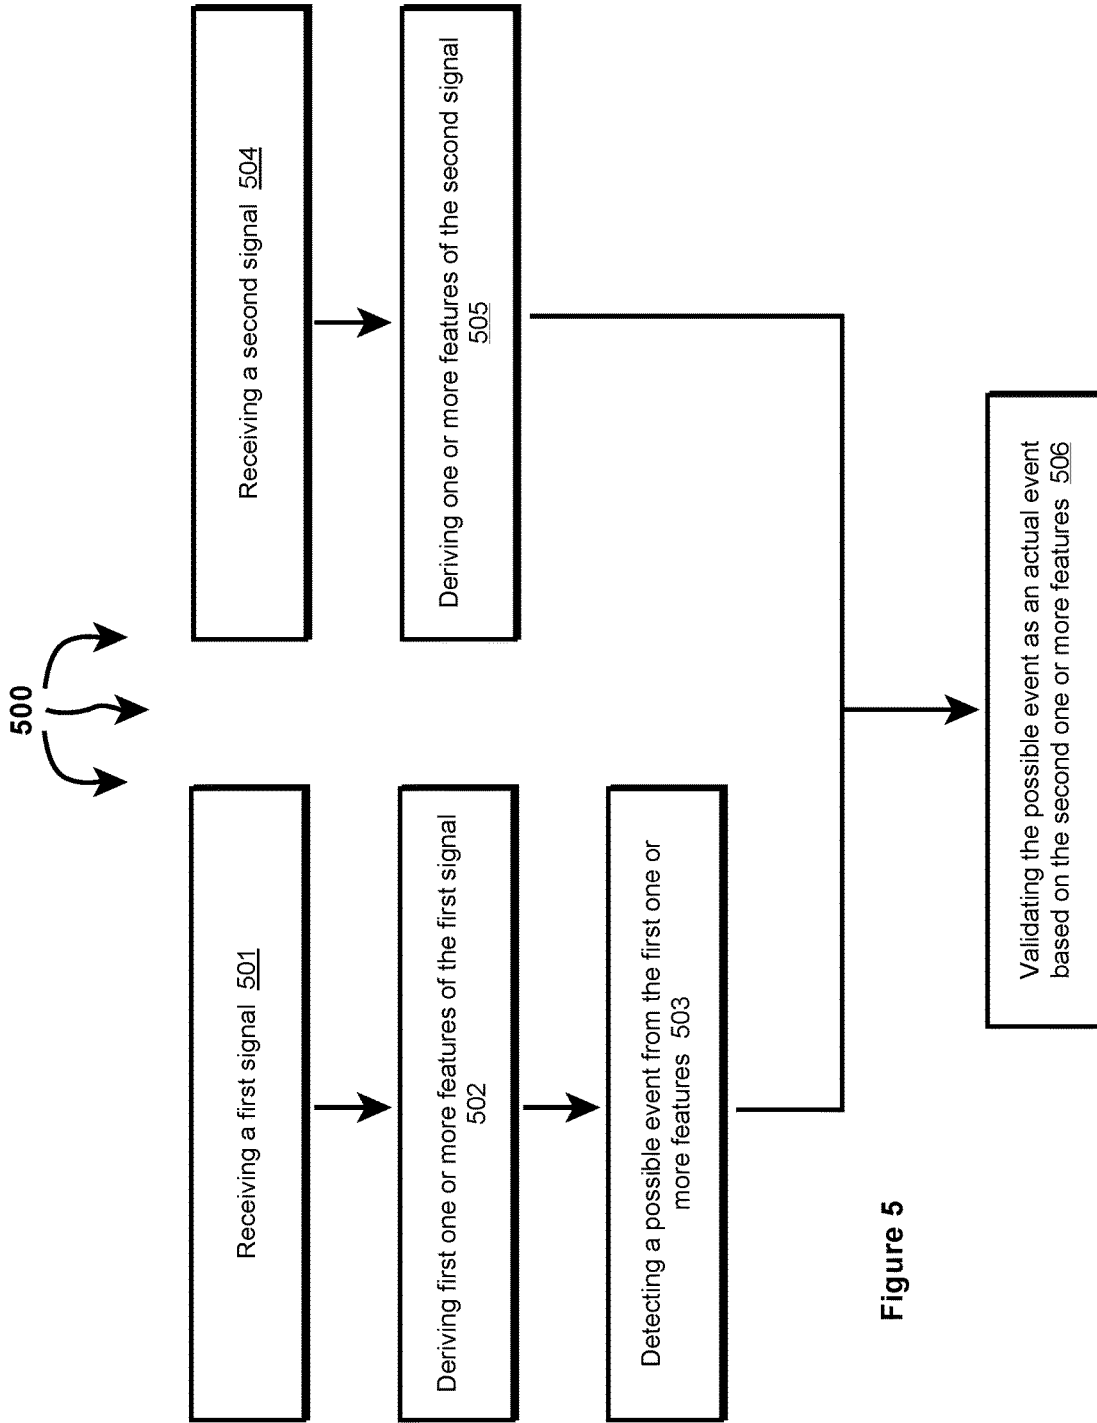 500
Receiving a first signal 501
Deriving first one or more features of the first signal
502
Detecting a possible event from the first one or
more features 503
Receiving a second signal 504
Deriving one or more features of the second signal
505
Validating the possible event as an actual event
based on the second one or more features 506
Figure 5